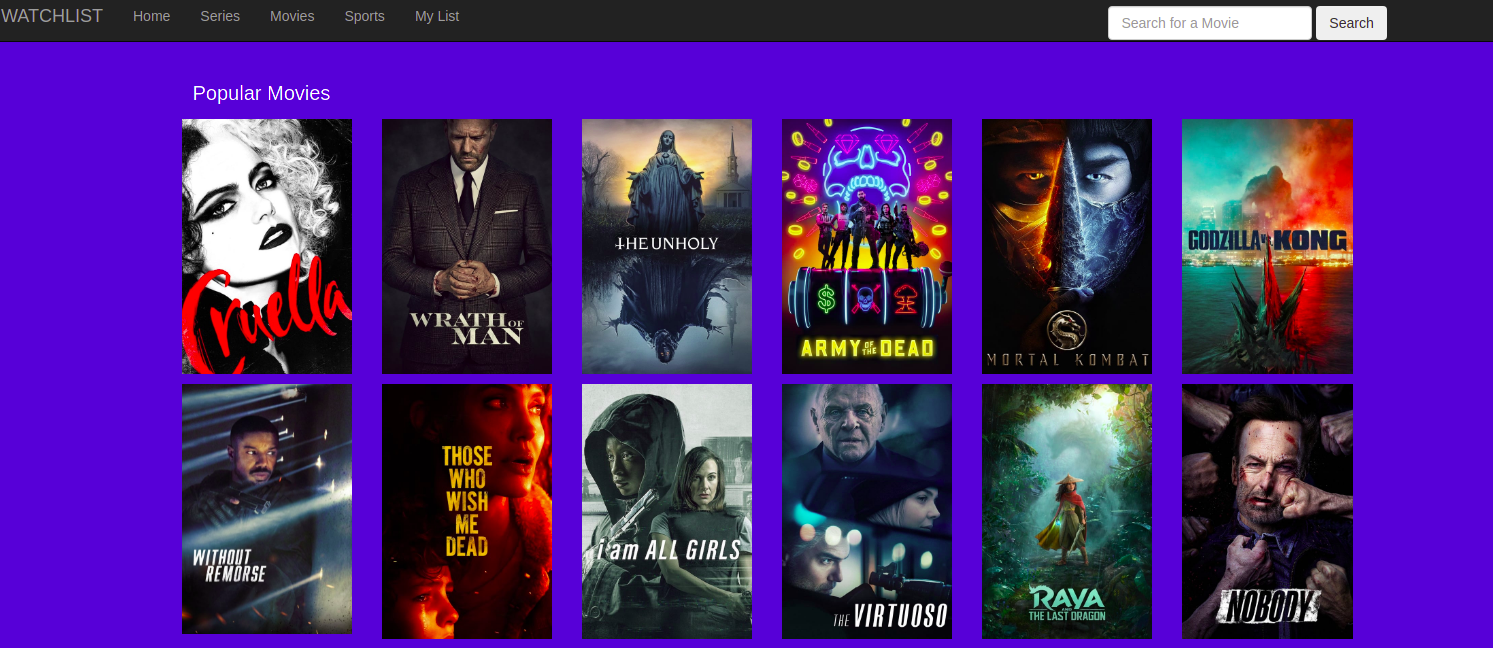 WATCHLIST Home Series Movies Sports My List Search for a Movie Search
Popular Movies
Cruella
WRATH OF
MAN
THE UNHOLY
ARMY OF THE DEAD
MORTAL KOMBAT
GODZILLA VS KONG
WITHOUT
REMORSE
THOSE
WHO
WISH
ME
DEAD
i am ALL GIRLS
THE VIRTUOSO
RAYA
AND
THE LAST DRAGON
NOBODY